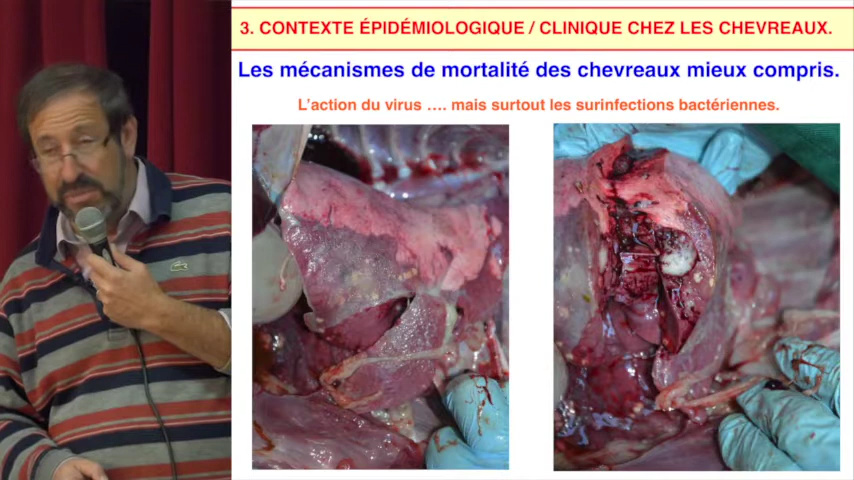 3. CONTEXTE ÉPIDÉMIOLOGIQUE / CLINIQUE CHEZ LES CHEVREAUX.
Les mécanismes de mortalité des chevreaux mieux compris.
L'action du virus .... mais surtout les surinfections bactériennes.